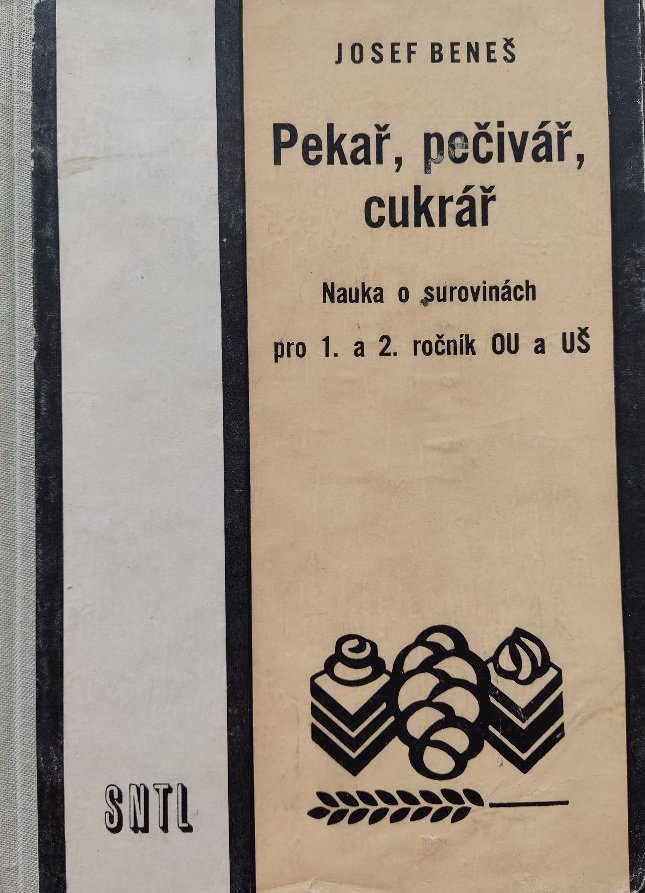 JOSEF BENEŠ
Pekař, pečivář,
cukrář
Nauka o surovinách
pro 1. a 2. ročník OU a UŠ
SNTL